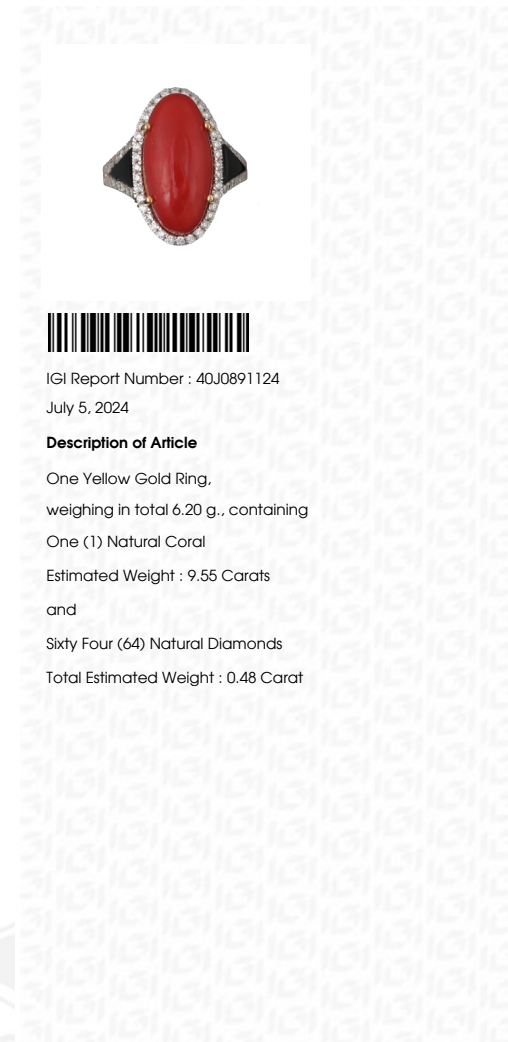 IGI Report Number : 40J0891124
July 5, 2024
Description of Article
One Yellow Gold Ring,
weighing in total 6.20 g., containing
One (1) Natural Coral
Estimated Weight : 9.55 Carats
and
Sixty Four (64) Natural Diamonds
Total Estimated Weight : 0.48 Carat